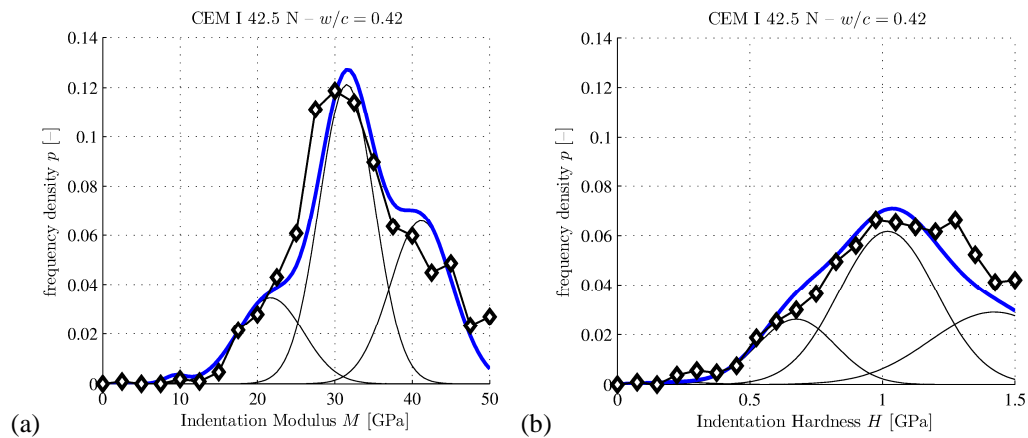 CEM I 42.5 N – w/c = 0.42
0.14
0.12
0.1
0.08
0.06
0.04
0.02
0
frequency density p [−]
0 10 20 30 40 50
Indentation Modulus M [GPa]
(a)
CEM I 42.5 N – w/c = 0.42
0.14
0.12
0.1
0.08
0.06
0.04
0.02
0
frequency density p [−]
0 0.5 1 1.5
Indentation Hardness H [GPa]
(b)